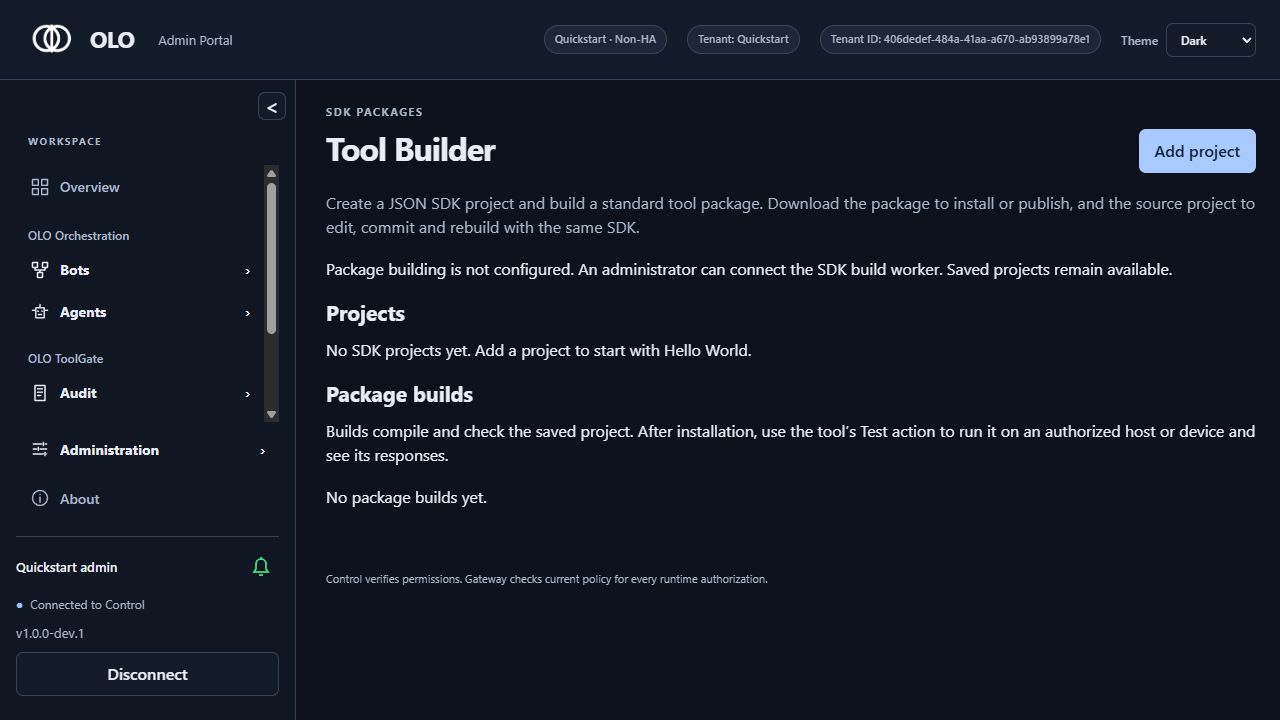 OLO
Admin Portal
Quickstart · Non-HA
Tenant: Quickstart
Tenant ID: 406dedef-484a-41aa-a670-ab93899a78e1
Theme
Dark
<
WORKSPACE
Overview
OLO Orchestration
Bots ›
Agents ›
OLO ToolGate
Audit ›
Administration ›
About
Quickstart admin
Connected to Control
v1.0.0-dev.1
Disconnect
SDK PACKAGES
Tool Builder
Add project
Create a JSON SDK project and build a standard tool package. Download the package to install or publish, and the source project to
edit, commit and rebuild with the same SDK.
Package building is not configured. An administrator can connect the SDK build worker. Saved projects remain available.
Projects
No SDK projects yet. Add a project to start with Hello World.
Package builds
Builds compile and check the saved project. After installation, use the tool’s Test action to run it on an authorized host or device and
see its responses.
No package builds yet.
Control verifies permissions. Gateway checks current policy for every runtime authorization.